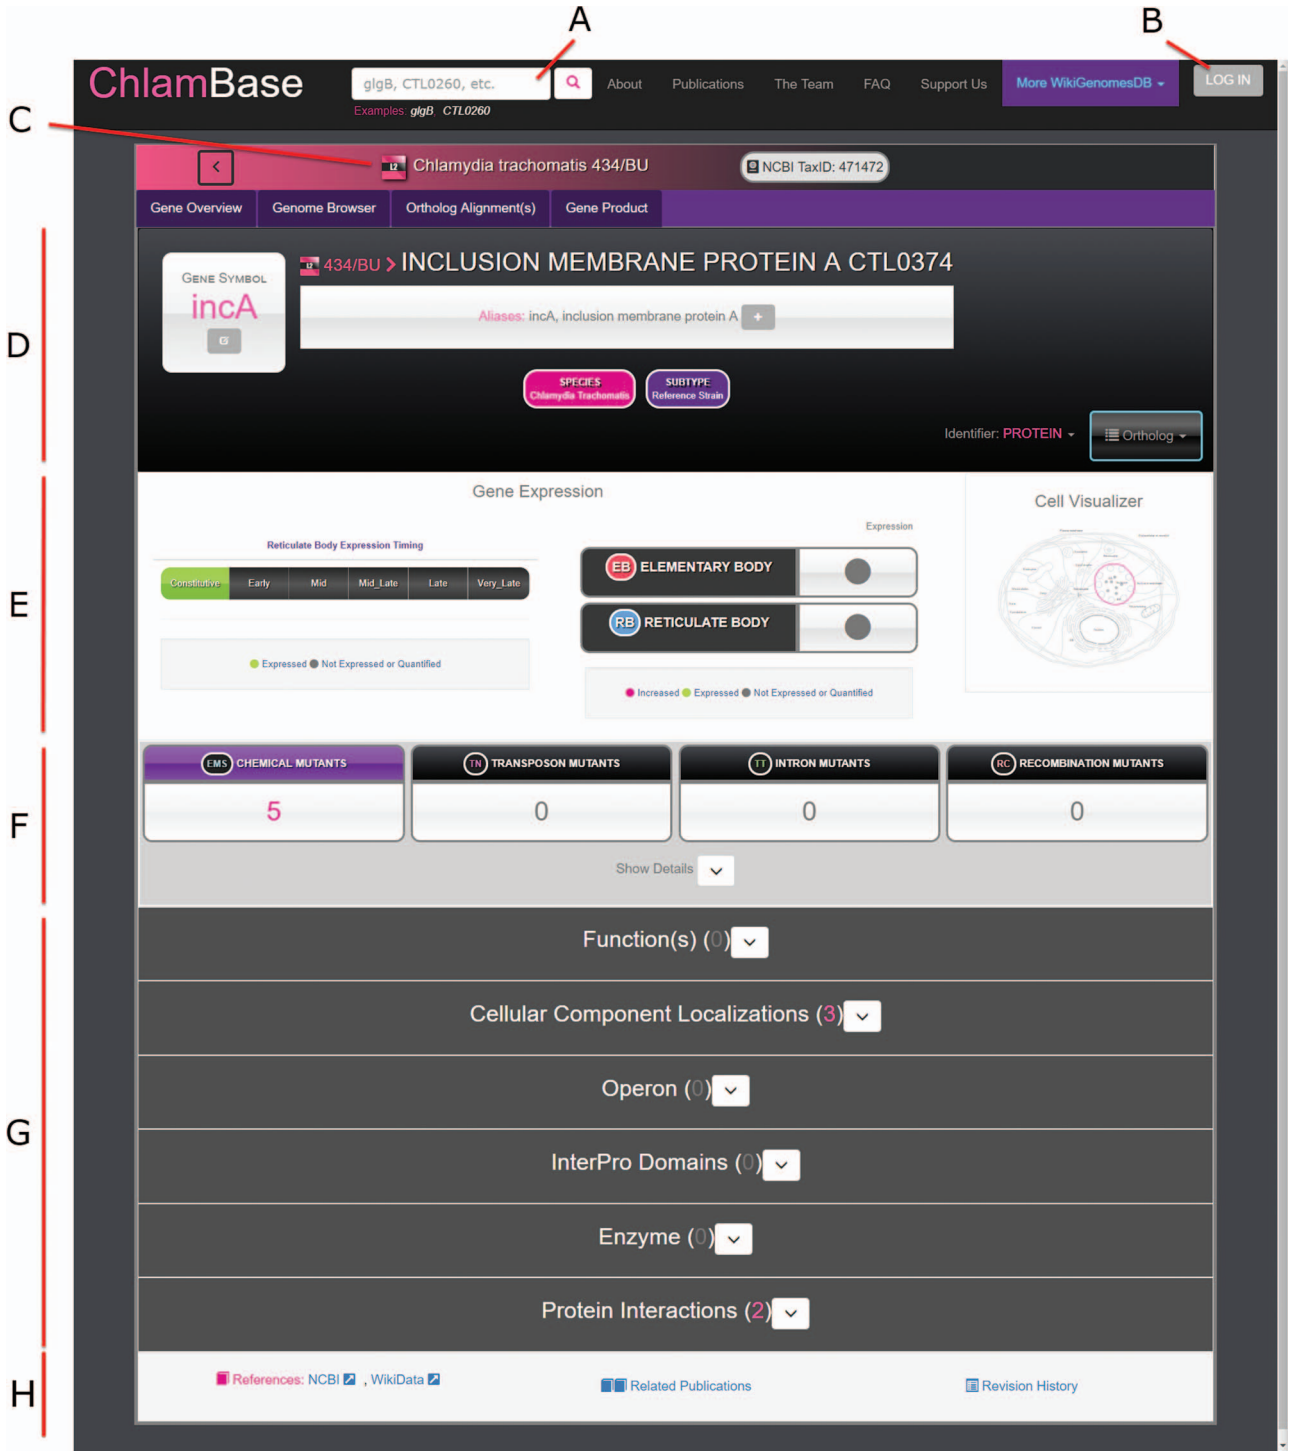 A
B
ChlamBase
glgB, CTL0260, etc.
About
Publications
The Team
FAQ
Support Us
More WikiGenomesDB
LOG IN
Examples: glgB, CTL0260
C
L2 Chlamydia trachomatis 434/BU
NCBI TaxID: 471472
Gene Overview
Genome Browser
Ortholog Alignment(s)
Gene Product
D
GENE SYMBOL
incA
L2 434/BU > INCLUSION MEMBRANE PROTEIN A CTL0374
Aliases: incA, inclusion membrane protein A +
SPECIES
Chlamydia Trachomatis
SUBTYPE
Reference Strain
Identifier: PROTEIN
Ortholog
E
Gene Expression
Reticulate Body Expression Timing
Constitutive
Early
Mid
Mid_Late
Late
Very_Late
Expressed Not Expressed or Quantified
Expression
EB ELEMENTARY BODY
RB RETICULATE BODY
Increased Expressed Not Expressed or Quantified
Cell Visualizer
F
EMS CHEMICAL MUTANTS
5
TN TRANSPOSON MUTANTS
0
TT INTRON MUTANTS
0
RC RECOMBINATION MUTANTS
0
Show Details
G
Function(s) (0)
Cellular Component Localizations (3)
Operon (0)
InterPro Domains (0)
Enzyme (0)
Protein Interactions (2)
H
References: NCBI , WikiData
Related Publications
Revision History